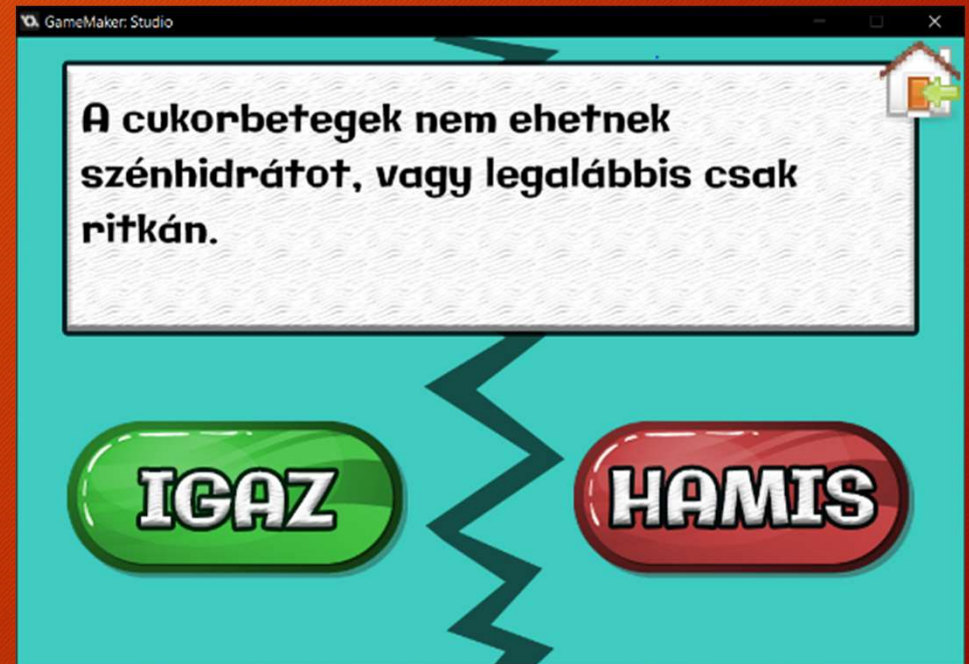 GameMaker: Studio
A cukorbetegek nem ehetnek
szénhidrátot, vagy legalábbis csak
ritkán.
IGAZ
HAMIS